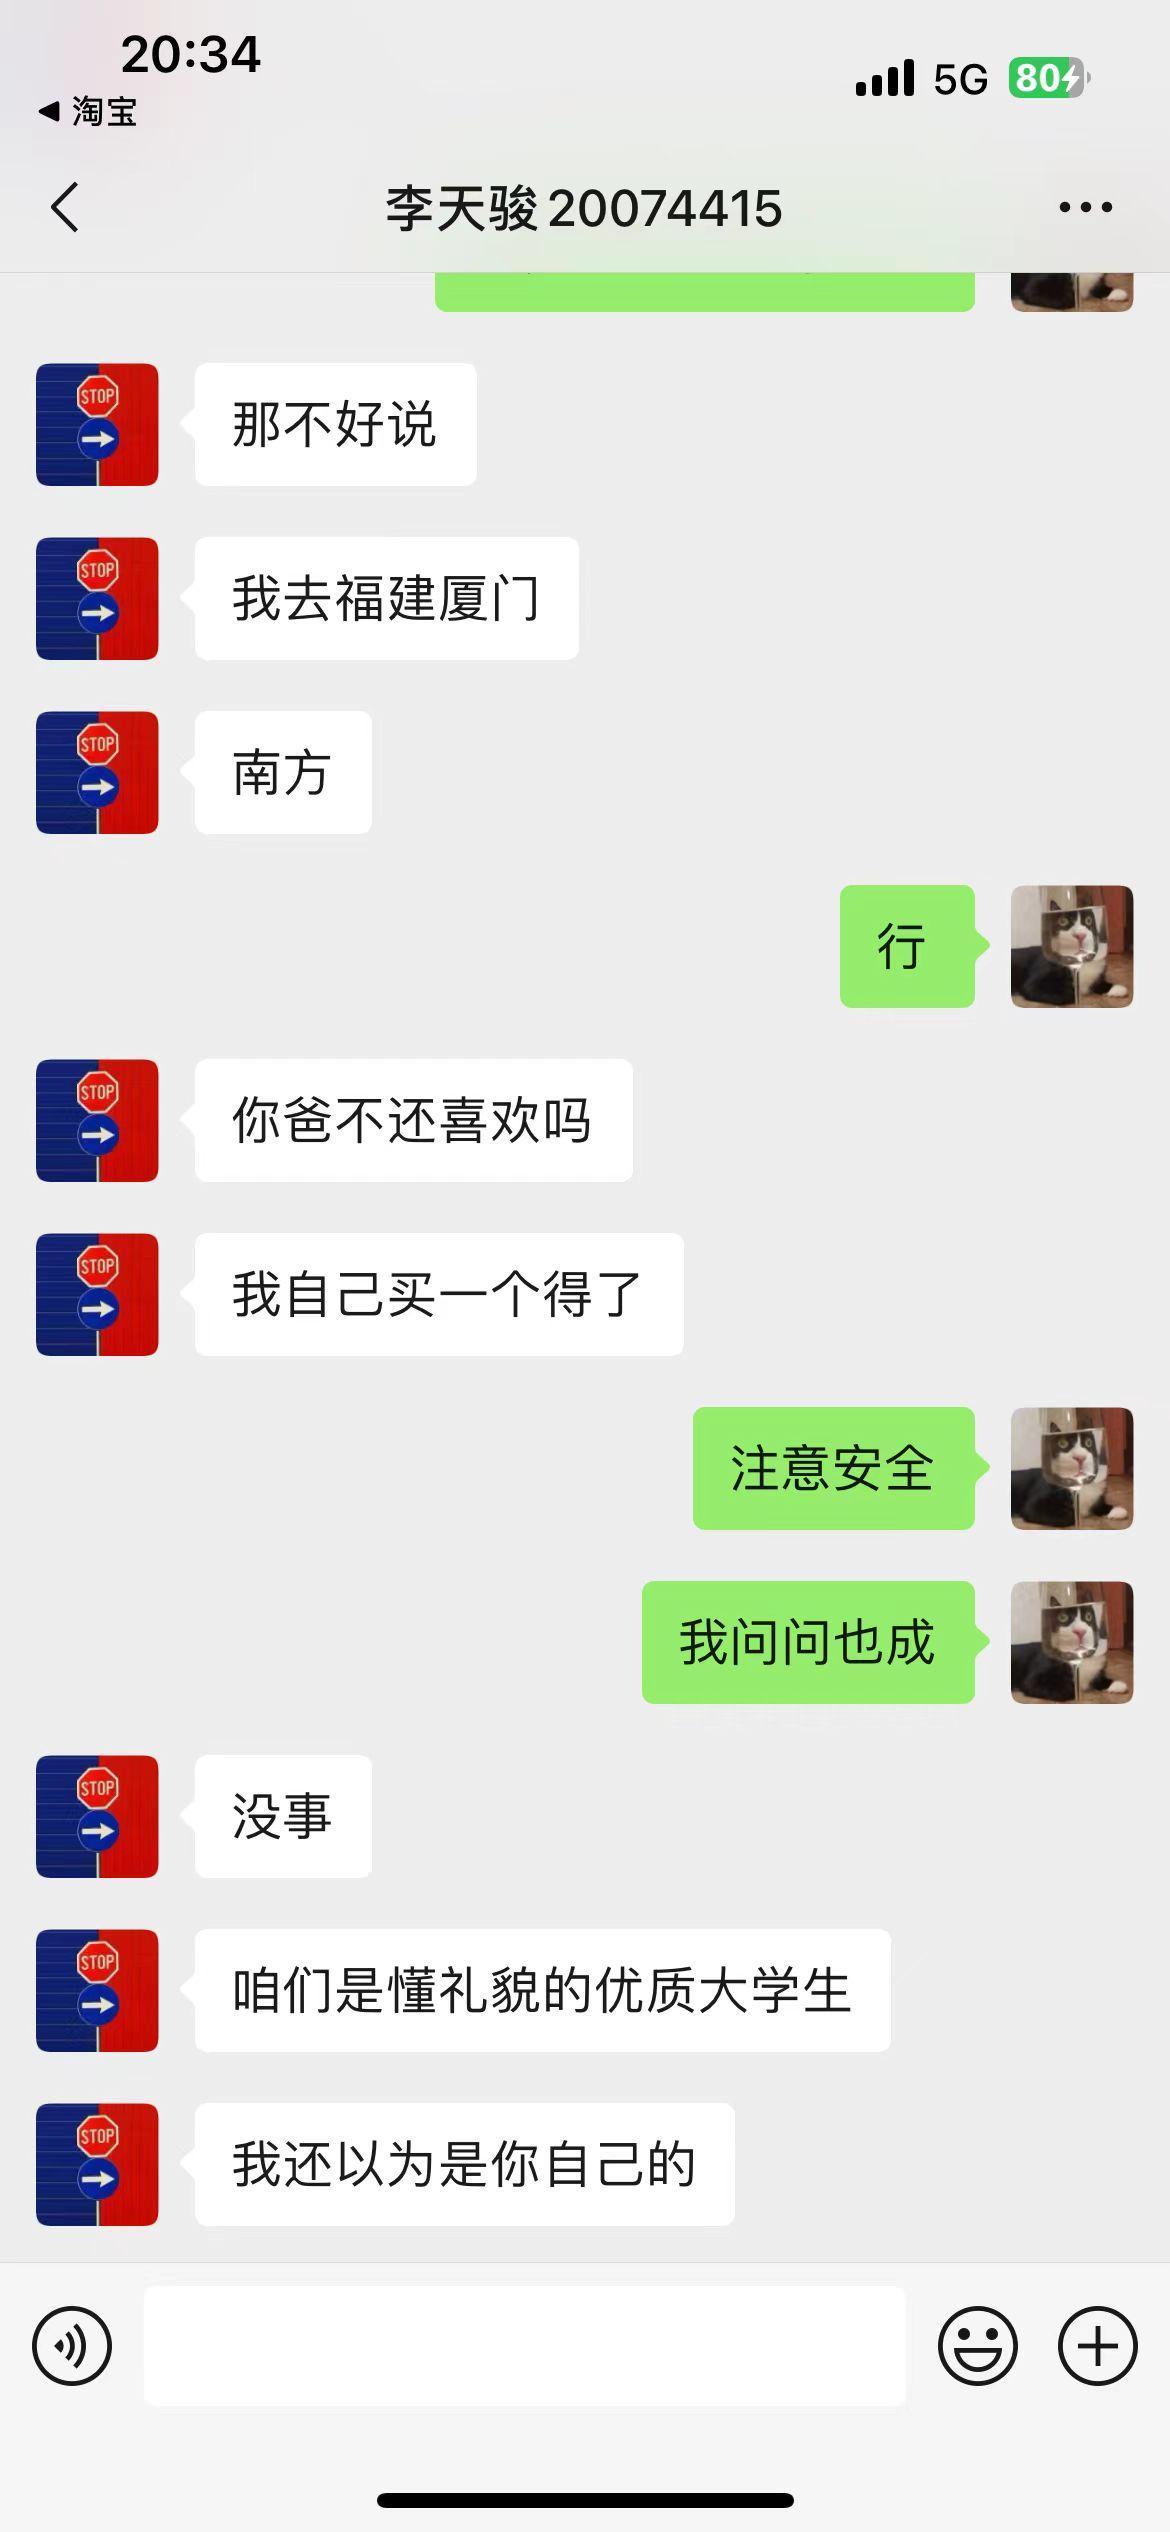 20:34
5G
80
淘宝
李天骏20074415
STOP
那不好说
STOP
我去福建厦门
STOP
南方
行
STOP
你爸不还喜欢吗
STOP
我自己买一个得了
注意安全
我问问也成
STOP
没事
STOP
咱们是懂礼貌的优质大学生
STOP
我还以为是你自己的